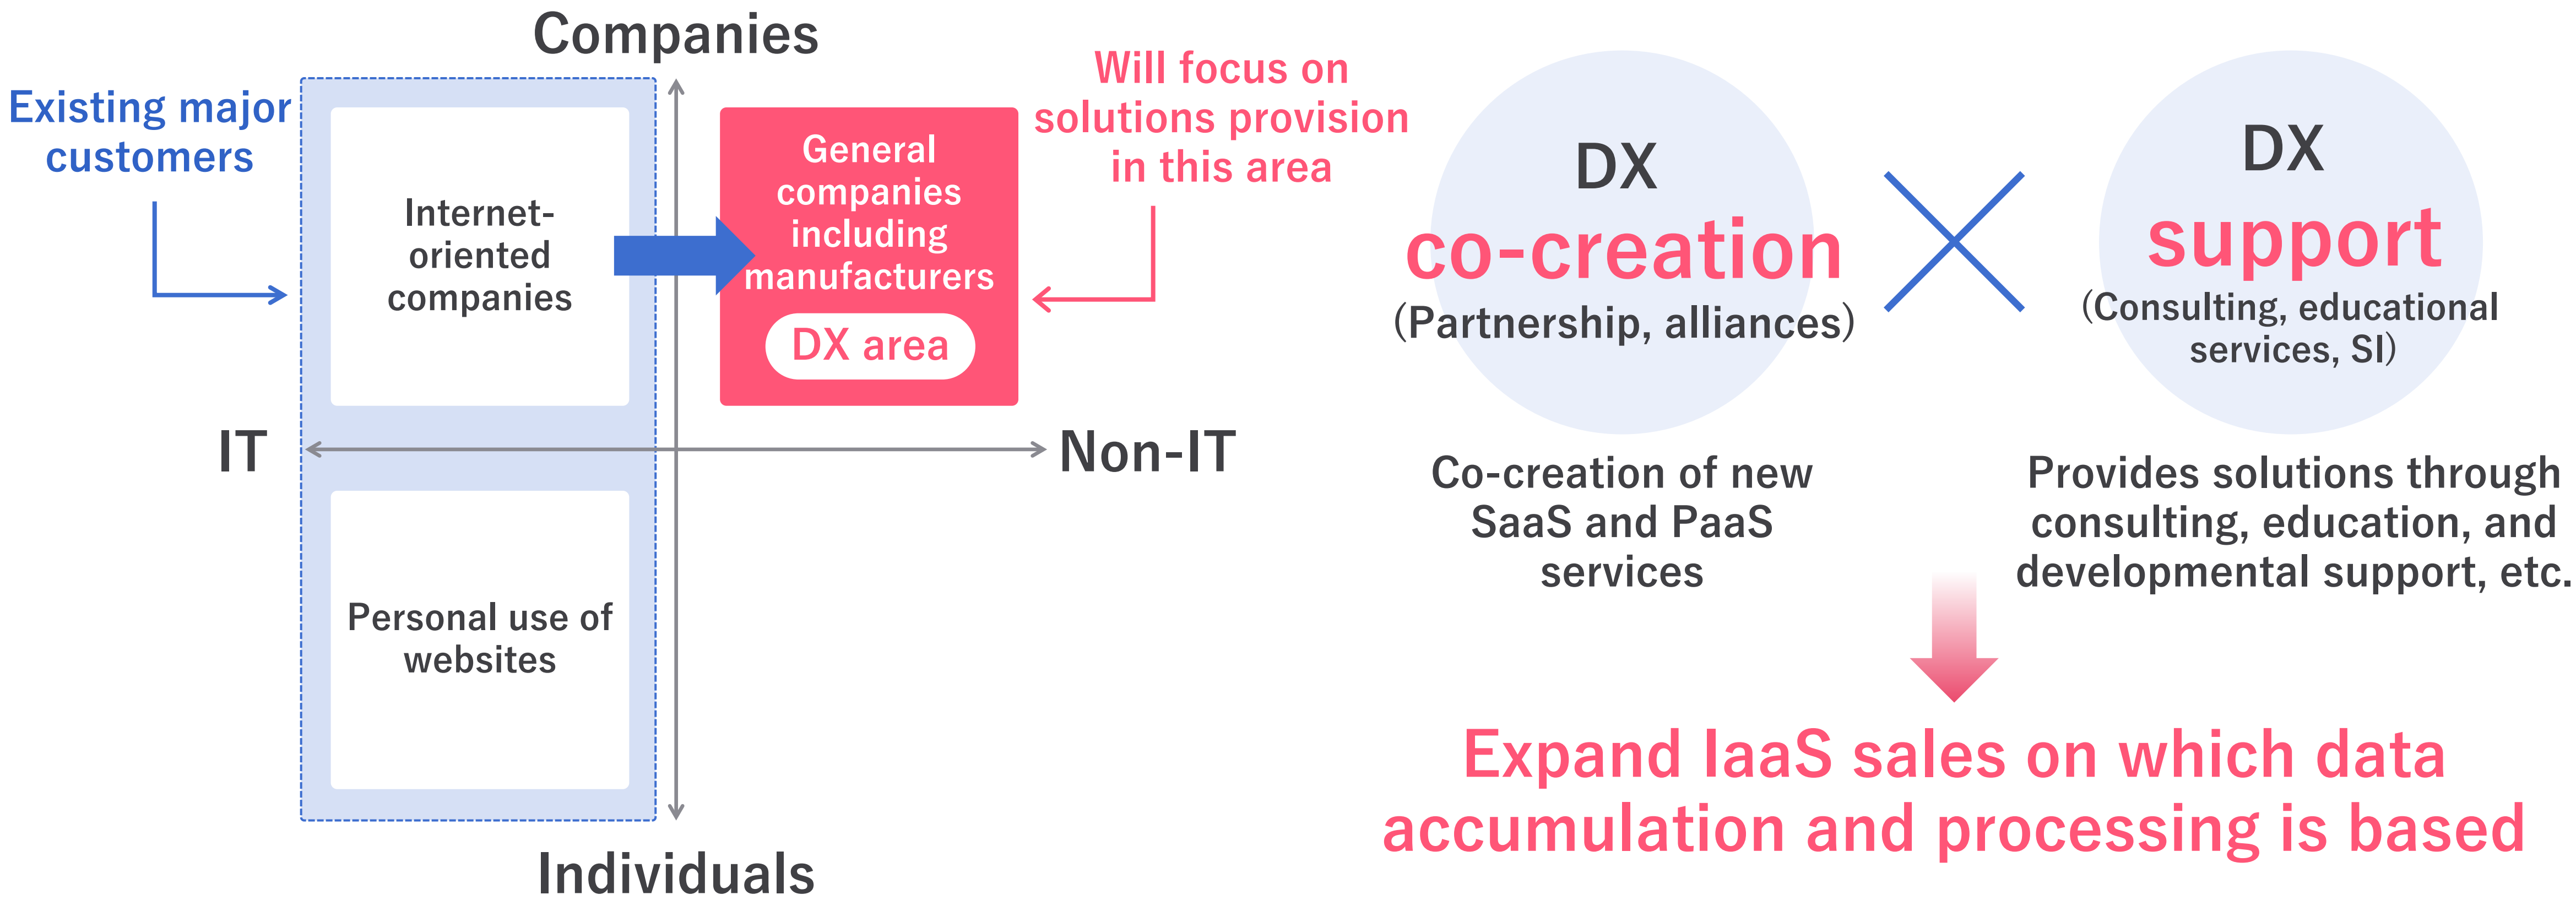 Companies
Existing major
customers
Internet-
oriented
companies
General
companies
including
manufacturers
DX area
Will focus on
solutions provision
in this area
IT
Non-IT
Personal use of
websites
Individuals
DX
co-creation
(Partnership, alliances)
Co-creation of new
SaaS and PaaS
services
DX
support
(Consulting, educational
services, SI)
Provides solutions through
consulting, education, and
developmental support, etc.
Expand IaaS sales on which data
accumulation and processing is based